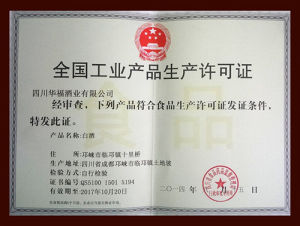 全国工业产品生产许可证
四川华福酒业有限公司
经审查，下列产品符合食品生产许可证发证条件，
特发此证。
产品名称：白酒
住 所：邛崃市临邛镇十里桥
生产地址：四川省成都邛崃市临邛镇土地坡
检验方式：自行检验
证书编号：QS5100 1501 5194
有效期至：2017年10月20日
食品